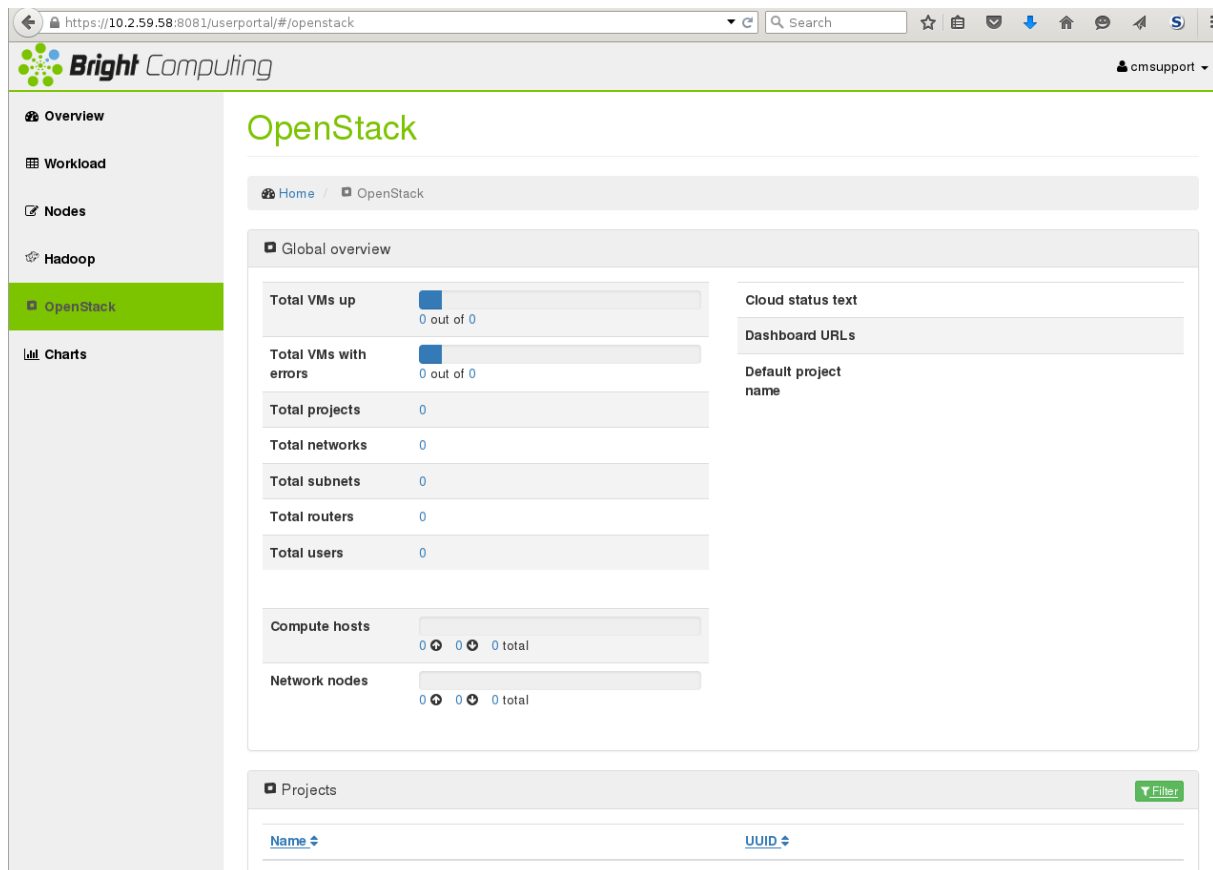 https://10.2.59.58:8081/userportal/#/openstack
Search
S)
Bright Computing
cmsupport
Overview
Workload
Nodes
Hadoop
OpenStack
Charts
OpenStack
Home / OpenStack
Global overview
Total VMs up
0 out of 0
Total VMs with
errors
0 out of 0
Total projects 0
Total networks 0
Total subnets 0
Total routers 0
Total users 0
Compute hosts
0 0 0 total
Network nodes
0 0 0 total
Cloud status text
Dashboard URLs
Default project
name
Projects
Filter
Name UUID